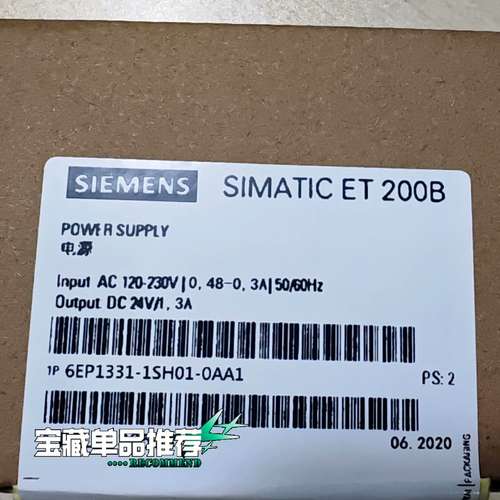 SIEMENS SIMATIC ET 200B
POWER SUPPLY
电源
Input AC 120-230V|0, 48-0, 3A|50/60Hz
Output DC 24V/1, 3A
1P 6EP1331-1SH01-0AA1
PS: 2
宝藏单品推荐
RECOMMEND
06. 2020
PACKAGING